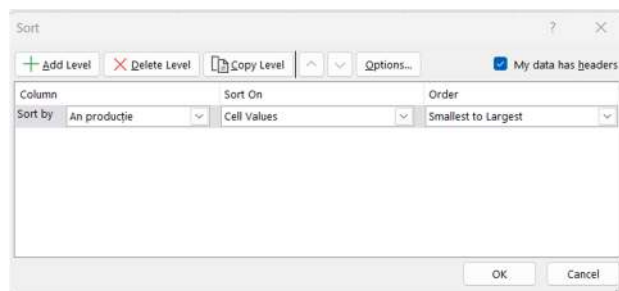 Sort ? ×
Add Level Delete Level Copy Level Options... My data has headers
Column Sort On Order
Sort by An producție Cell Values Smallest to Largest
OK Cancel